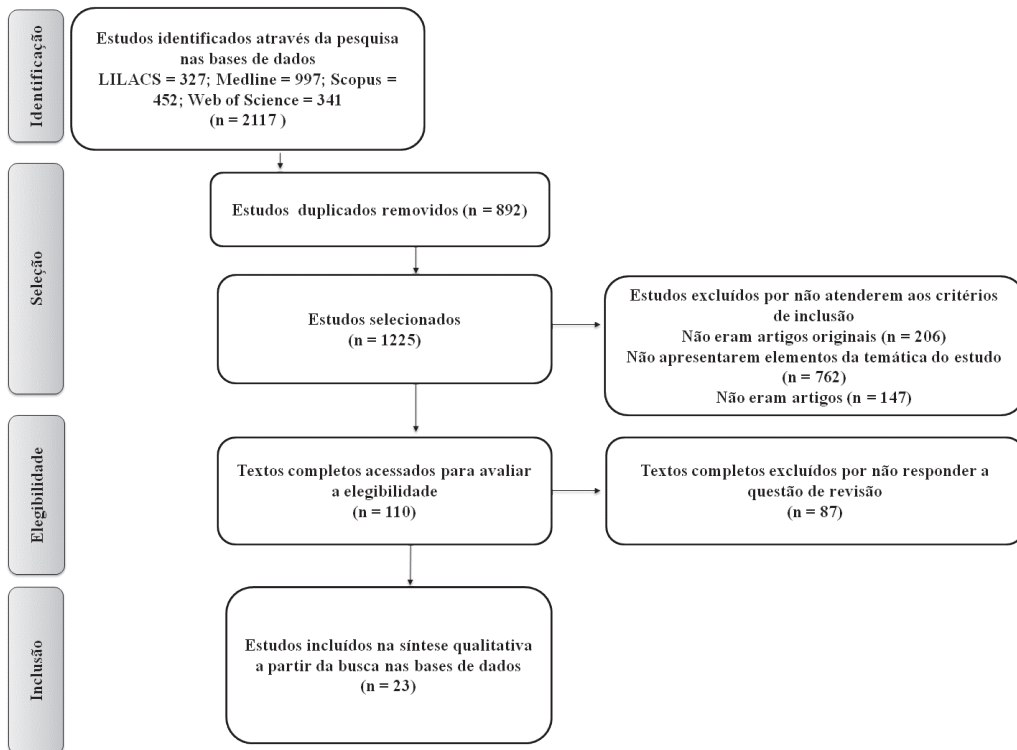 Identificação
Estudos identificados através da pesquisa
nas bases de dados
LILACS = 327; Medline = 997; Scopus =
452; Web of Science = 341
(n = 2117 )
Seleção
Estudos duplicados removidos (n = 892)
Estudos selecionados
(n = 1225)
Estudos excluídos por não atenderem aos critérios
de inclusão
Não eram artigos originais (n = 206)
Não apresentarem elementos da temática do estudo
(n = 762)
Não eram artigos (n = 147)
Elegibilidade
Textos completos acessados para avaliar
a elegibilidade
(n = 110)
Textos completos excluídos por não responder a
questão de revisão
(n = 87)
Inclusão
Estudos incluídos na síntese qualitativa
a partir da busca nas bases de dados
(n = 23)